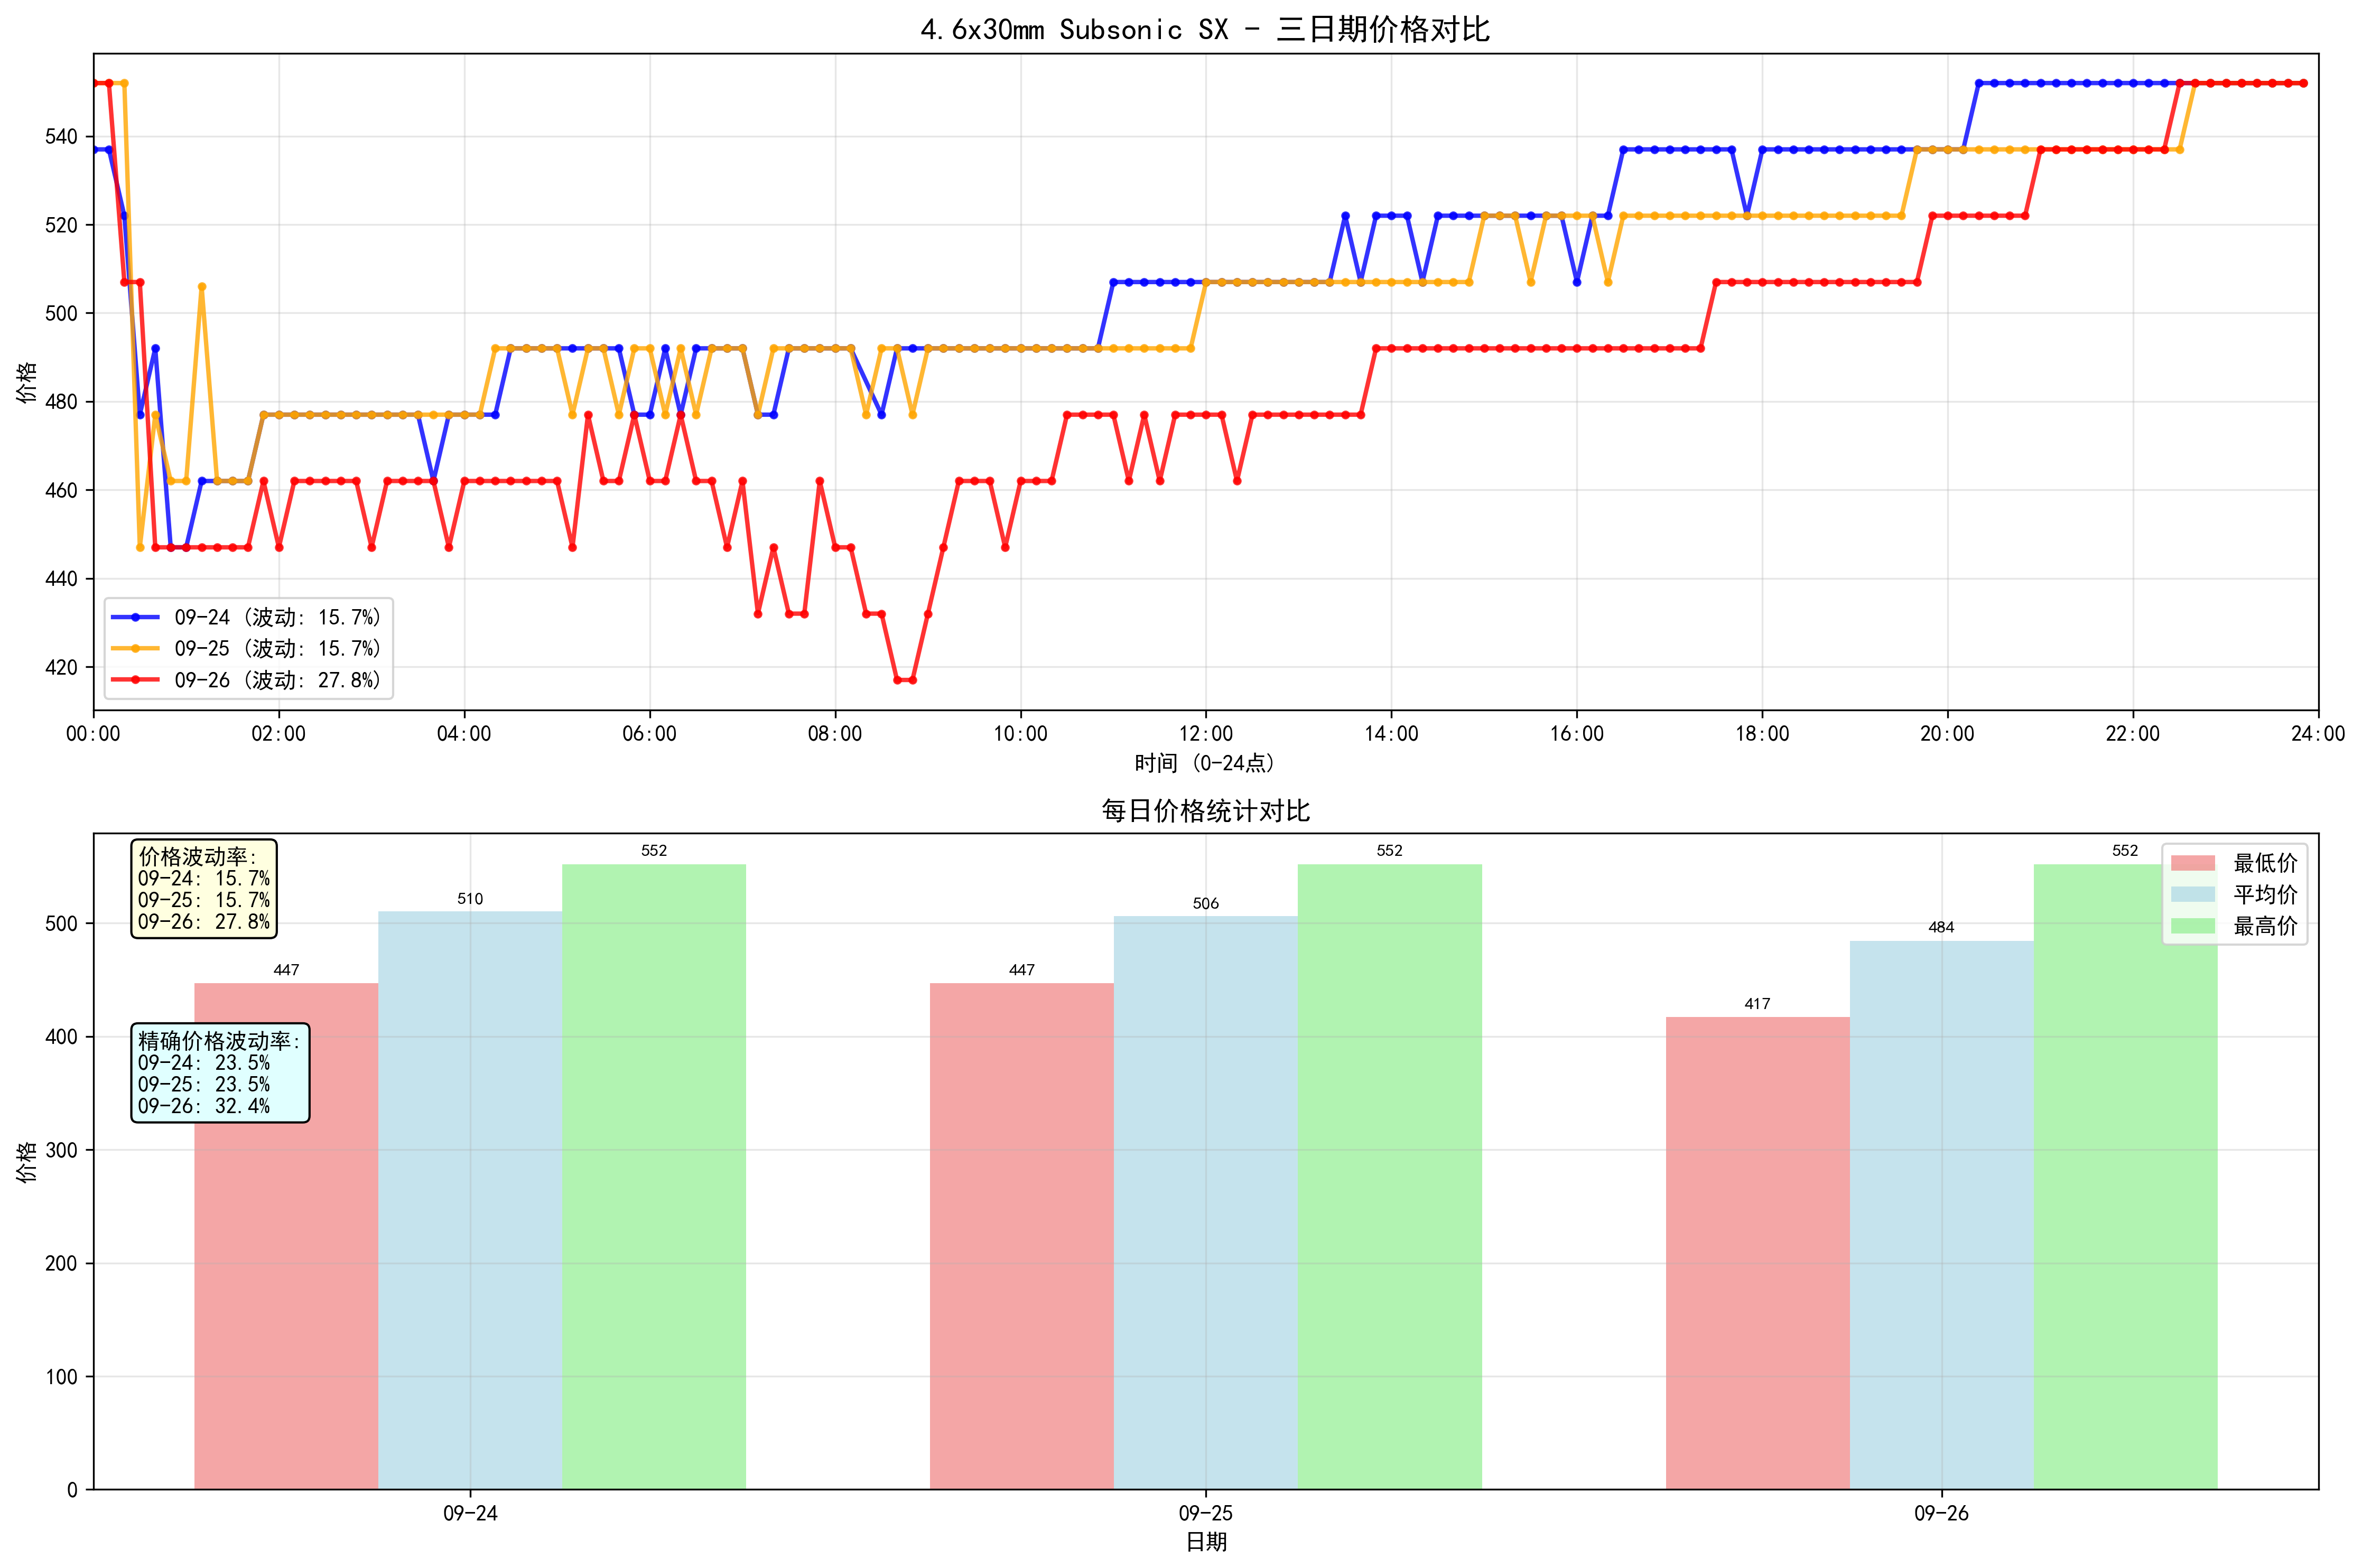 4.6x30mm Subsonic SX - 三日期价格对比
价格
540
520
500
480
460
440
420
09-24 (波动: 15.7%)
09-25 (波动: 15.7%)
09-26 (波动: 27.8%)
00:00 02:00 04:00 06:00 08:00 10:00 12:00 14:00 16:00 18:00 20:00 22:00 24:00
时间 (0-24点)
每日价格统计对比
价格
500
400
300
200
100
0
价格波动率:
09-24: 15.7%
09-25: 15.7%
09-26: 27.8%
精确价格波动率:
09-24: 23.5%
09-25: 23.5%
09-26: 32.4%
447
510
552
447
506
552
417
484
552
最低价
平均价
最高价
09-24 09-25 09-26
日期